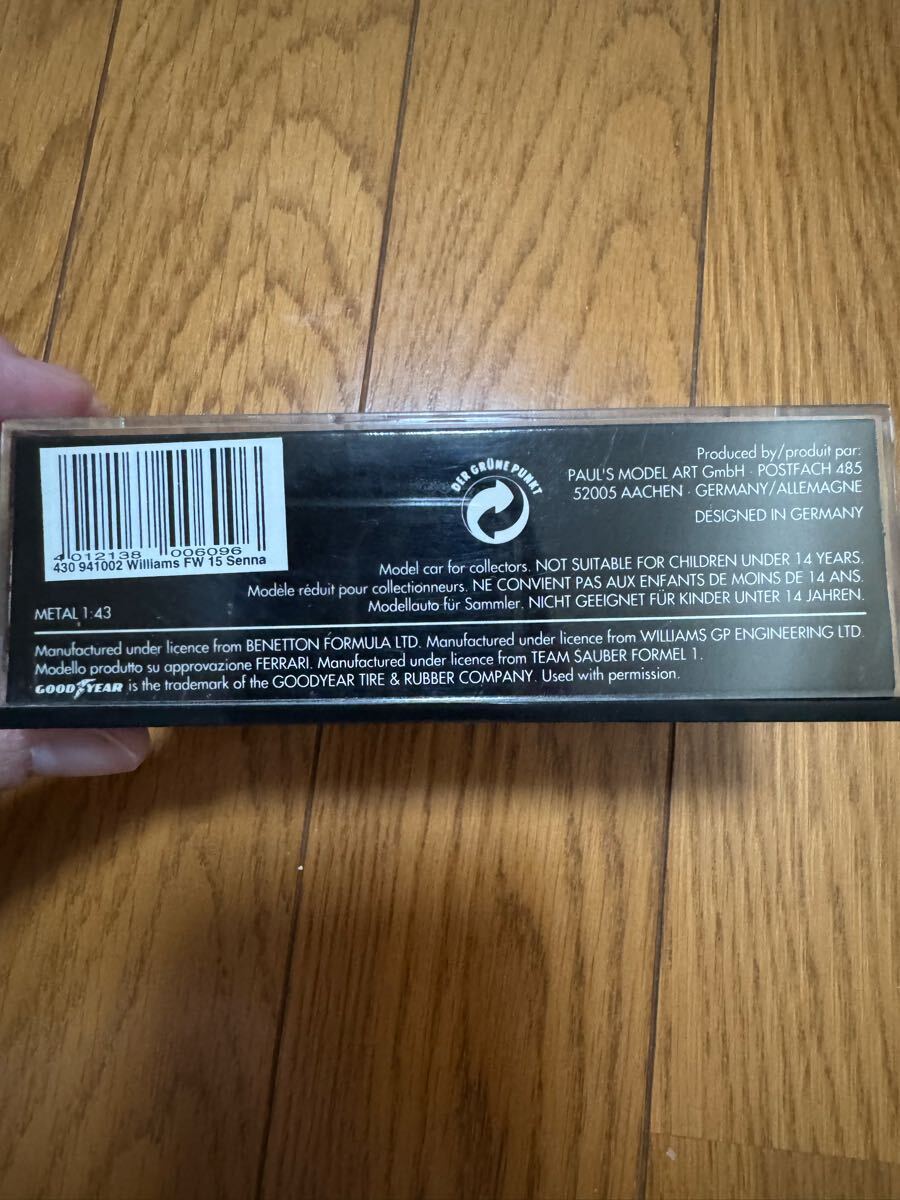 4 012138 006096
430 941002 Williams FW 15 Senna
METAL 1:43
DER GRÜNE PUNKT
Produced by/produit par:
PAUL'S MODEL ART GmbH · POSTFACH 485
52005 AACHEN · GERMANY/ALLEMAGNE
DESIGNED IN GERMANY
Model car for collectors. NOT SUITABLE FOR CHILDREN UNDER 14 YEARS.
Modèle réduit pour collectionneurs. NE CONVIENT PAS AUX ENFANTS DE MOINS DE 14 ANS.
Modellauto für Sammler. NICHT GEEIGNET FÜR KINDER UNTER 14 JAHREN.
Manufactured under licence from BENETTON FORMULA LTD. Manufactured under licence from WILLIAMS GP ENGINEERING LTD.
Modello produtto su approvazione FERRARI. Manufactured under licence from TEAM SAUBER FORMEL 1.
GOODYEAR is the trademark of the GOODYEAR TIRE & RUBBER COMPANY. Used with permission.